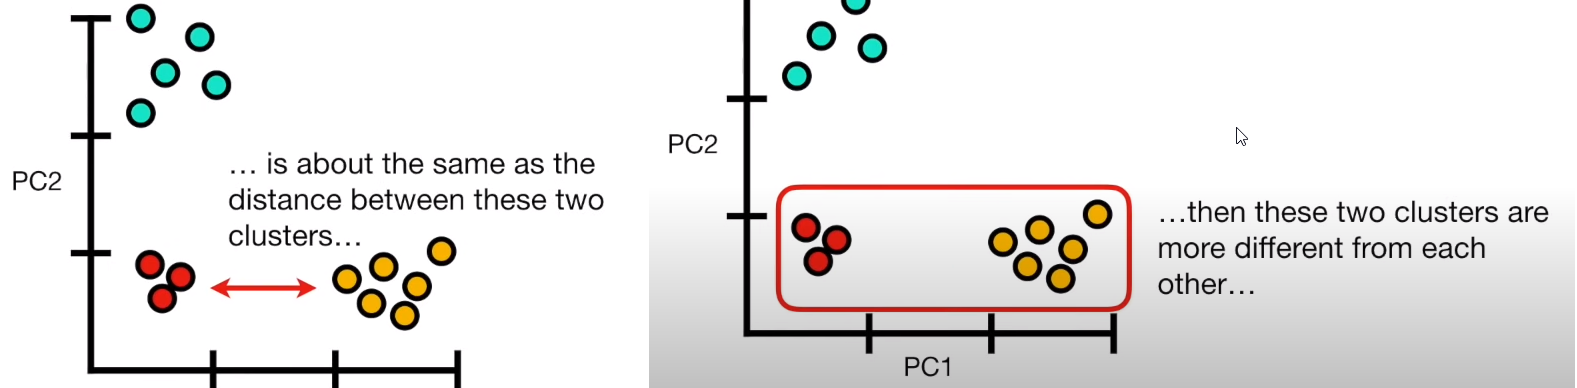 … is about the same as the
distance between these two
clusters…
PC2
PC2
…then these two clusters are
more different from each
other…
PC1